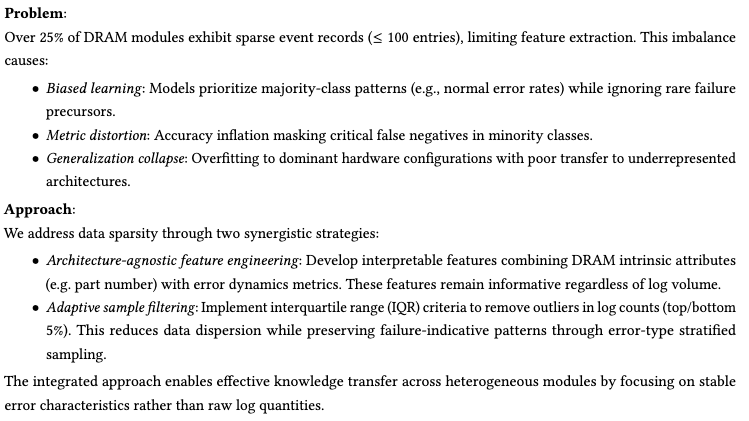 Problem:
Over 25% of DRAM modules exhibit sparse event records (≤ 100 entries), limiting feature extraction. This imbalance
causes:
• Biased learning: Models prioritize majority-class patterns (e.g., normal error rates) while ignoring rare failure
precursors.
• Metric distortion: Accuracy inflation masking critical false negatives in minority classes.
• Generalization collapse: Overfitting to dominant hardware configurations with poor transfer to underrepresented
architectures.
Approach:
We address data sparsity through two synergistic strategies:
• Architecture-agnostic feature engineering: Develop interpretable features combining DRAM intrinsic attributes
(e.g. part number) with error dynamics metrics. These features remain informative regardless of log volume.
• Adaptive sample filtering: Implement interquartile range (IQR) criteria to remove outliers in log counts (top/bottom
5%). This reduces data dispersion while preserving failure-indicative patterns through error-type stratified
sampling.
The integrated approach enables effective knowledge transfer across heterogeneous modules by focusing on stable
error characteristics rather than raw log quantities.